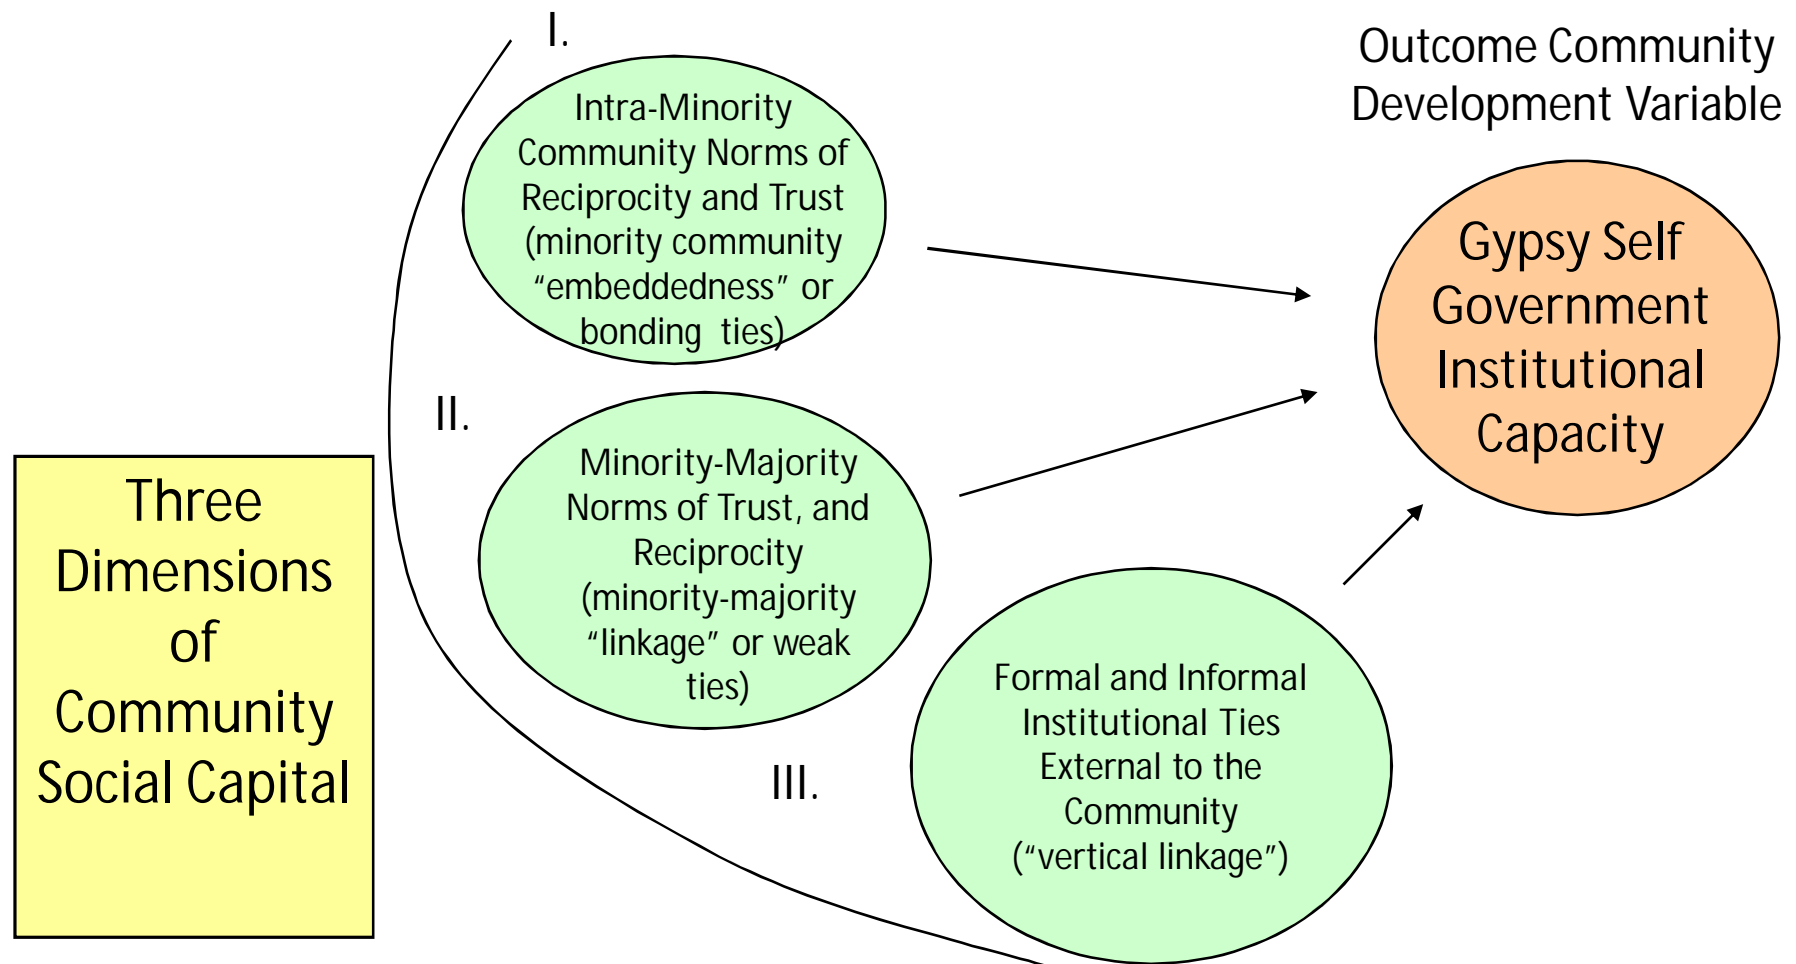 I.
Intra-Minority
Community Norms of
Reciprocity and Trust
(minority community
“embeddedness” or
bonding ties)
II.
Minority-Majority
Norms of Trust, and
Reciprocity
(minority-majority
“linkage” or weak
ties)
III.
Formal and Informal
Institutional Ties
External to the
Community
(“vertical linkage”)
Three
Dimensions
of
Community
Social Capital
Outcome Community
Development Variable
Gypsy Self
Government
Institutional
Capacity